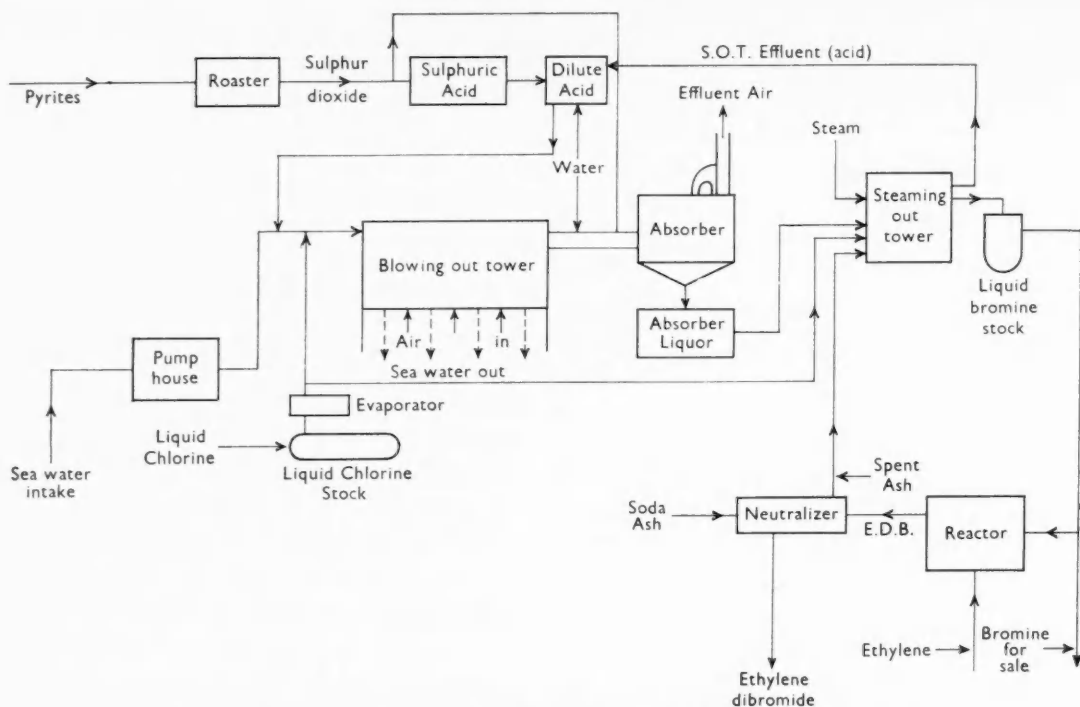 S.O.T. Effluent (acid)
Pyrites
Roaster
Sulphur
dioxide
Sulphuric
Acid
Dilute
Acid
Effluent Air
Steam
Water
Steaming
out
tower
Absorber
Blowing out tower
Liquid
bromine
stock
Absorber
Liquor
Air in
Sea water out
Pump
house
Evaporator
Liquid
Chlorine
Liquid Chlorine
Stock
Sea water
intake
Spent
Ash
Soda
Ash
Neutralizer
E.D.B.
Reactor
Ethylene
Bromine
for
sale
Ethylene
dibromide